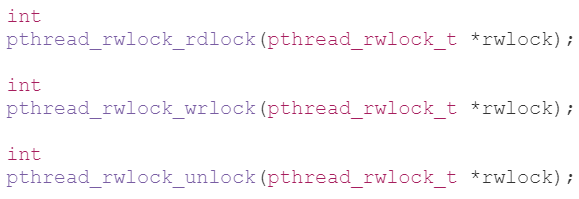 int
pthread_rwlock_rdlock(pthread_rwlock_t *rwlock);
int
pthread_rwlock_wrlock(pthread_rwlock_t *rwlock);
int
pthread_rwlock_unlock(pthread_rwlock_t *rwlock);